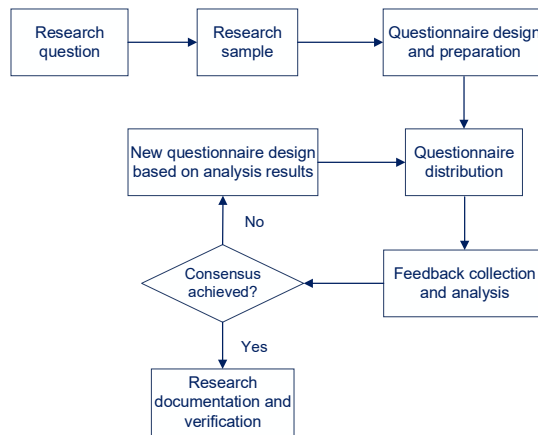 Research
question
Research
sample
Questionnaire design
and preparation
New questionnaire design
based on analysis results
Questionnaire
distribution
No
Consensus
achieved?
Feedback collection
and analysis
Yes
Research
documentation and
verification